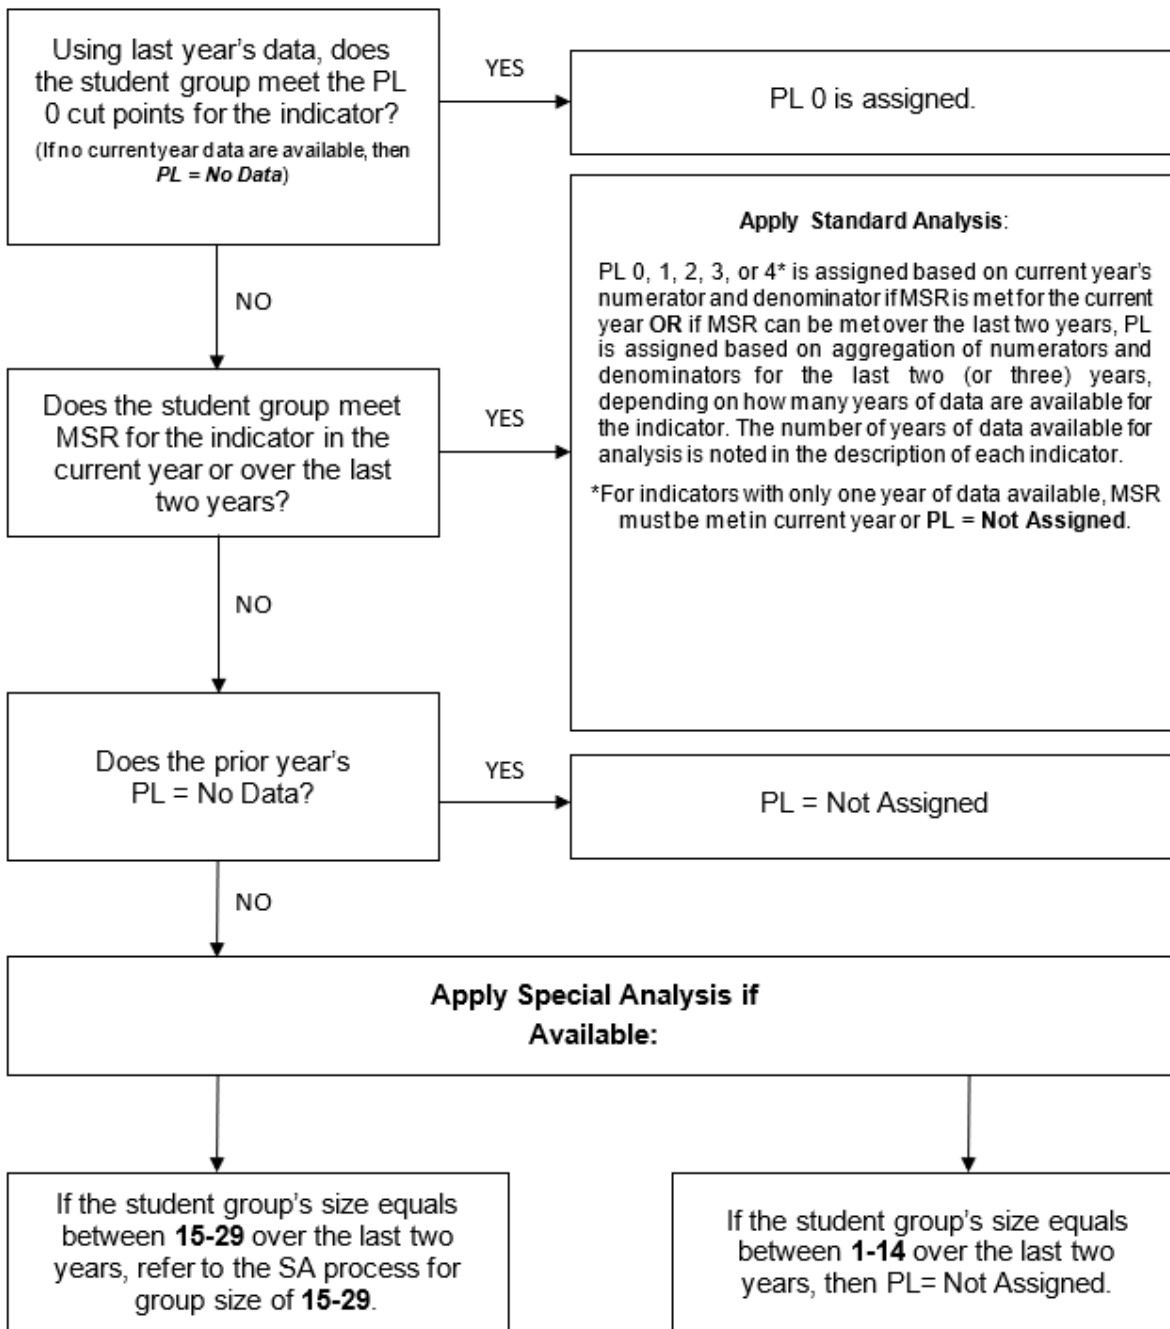 Using last year's data, does
the student group meet the PL
0 cut points for the indicator?
(If no current year data are available, then
PL = No Data)
YES
PL 0 is assigned.
NO
Apply Standard Analysis:
PL 0, 1, 2, 3, or 4* is assigned based on current year's
numerator and denominator if MSR is met for the current
year OR if MSR can be met over the last two years, PL
is assigned based on aggregation of numerators and
denominators for the last two (or three) years,
depending on how many years of data are available for
the indicator. The number of years of data available for
analysis is noted in the description of each indicator.
*For indicators with only one year of data available, MSR
must be met in current year or PL = Not Assigned.
Does the student group meet
MSR for the indicator in the
current year or over the last
two years?
YES
NO
Does the prior year's
PL = No Data?
YES
PL = Not Assigned
NO
Apply Special Analysis if
Available:
If the student group's size equals
between 15-29 over the last two
years, refer to the SA process for
group size of 15-29.
If the student group's size equals
between 1-14 over the last two
years, then PL= Not Assigned.